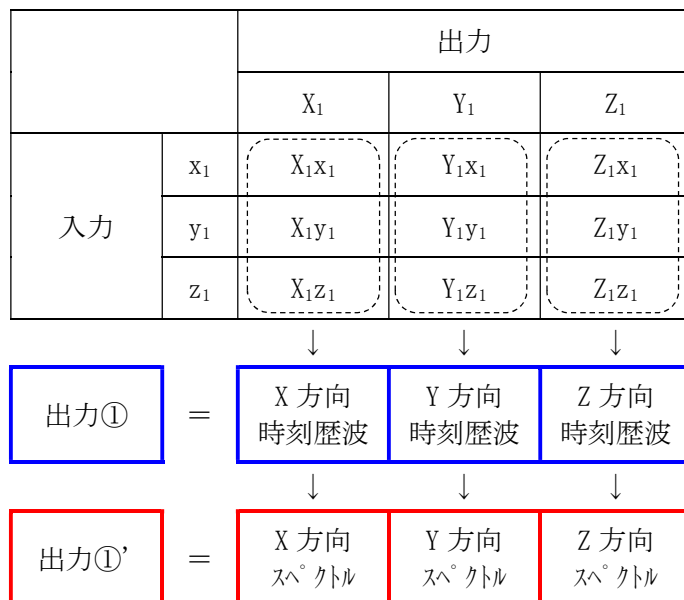 出力
X₁ Y₁ Z₁
x₁ X₁x₁ Y₁x₁ Z₁x₁
入力 y₁ X₁y₁ Y₁y₁ Z₁y₁
z₁ X₁z₁ Y₁z₁ Z₁z₁
↓ ↓ ↓
出力① ＝ X 方向 Y 方向 Z 方向
時刻歴波 時刻歴波 時刻歴波
↓ ↓ ↓
出力①’ ＝ X 方向 Y 方向 Z 方向
ｽﾍﾟｸﾄﾙ ｽﾍﾟｸﾄﾙ ｽﾍﾟｸﾄﾙ